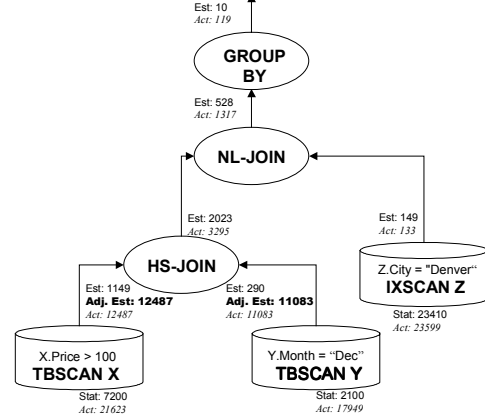 Est: 10
Act: 119
GROUP
BY
Est: 528
Act: 1317
NL-JOIN
Est: 2023
Act: 3295
Est: 149
Act: 133
HS-JOIN
Z.City = "Denver“
IXSCAN Z
Est: 1149
Adj. Est: 12487
Act: 12487
Est: 290
Adj. Est: 11083
Act: 11083
Stat: 23410
Act: 23599
X.Price > 100
TBSCAN X
Y.Month = “Dec”
TBSCAN Y
Stat: 7200
Act: 21623
Stat: 2100
Act: 17949